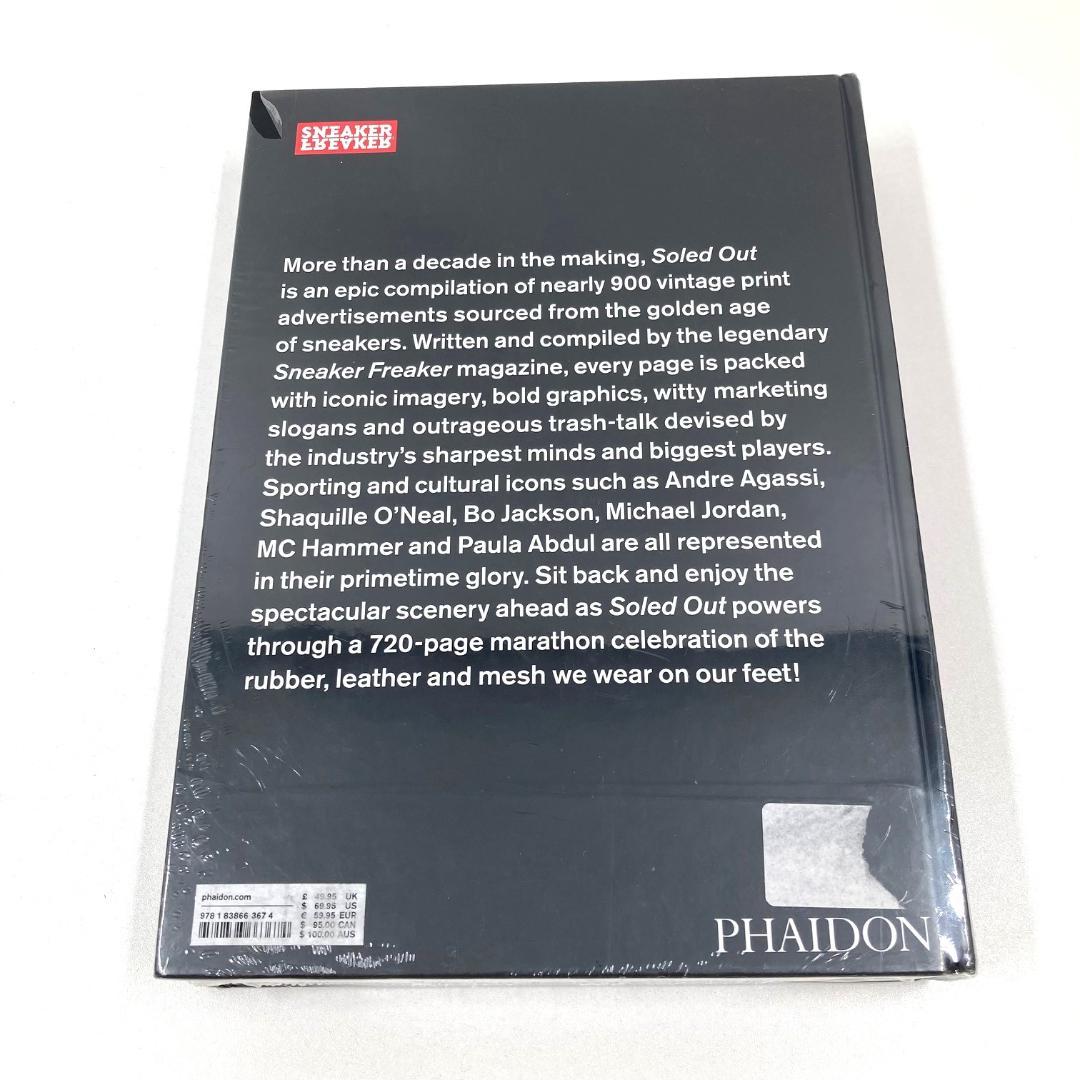 SNEAKER
FREAKER
More than a decade in the making, Soled Out
is an epic compilation of nearly 900 vintage print
advertisements sourced from the golden age
of sneakers. Written and compiled by the legendary
Sneaker Freaker magazine, every page is packed
with iconic imagery, bold graphics, witty marketing
slogans and outrageous trash-talk devised by
the industry's sharpest minds and biggest players.
Sporting and cultural icons such as Andre Agassi,
Shaquille O'Neal, Bo Jackson, Michael Jordan,
MC Hammer and Paula Abdul are all represented
in their primetime glory. Sit back and enjoy the
spectacular scenery ahead as Soled Out powers
through a 720-page marathon celebration of the
rubber, leather and mesh we wear on our feet!
phaidon.com
978 1 83866 367 4
£ 49.95 UK
$ 69.95 US
€ 59.95 EUR
$ 95.00 CAN
$ 100.00 AUS
PHAIDON